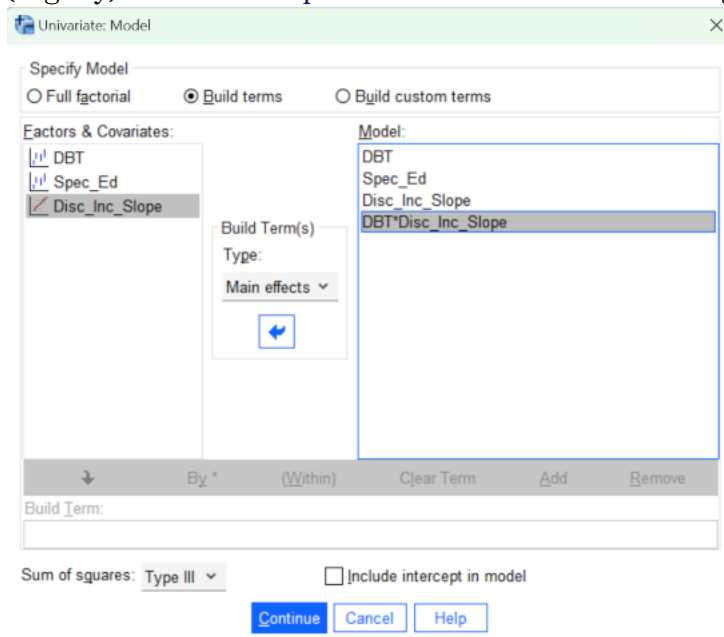 Univariate: Model
Specify Model
Full factorial Build terms Build custom terms
Factors & Covariates:
DBT
Spec_Ed
Disc_Inc_Slope
Build Term(s)
Type:
Main effects
Model:
DBT
Spec_Ed
Disc_Inc_Slope
DBT*Disc_Inc_Slope
By * (Within) Clear Term Add Remove
Build Term:
Sum of squares: Type III Include intercept in model
Continue Cancel Help